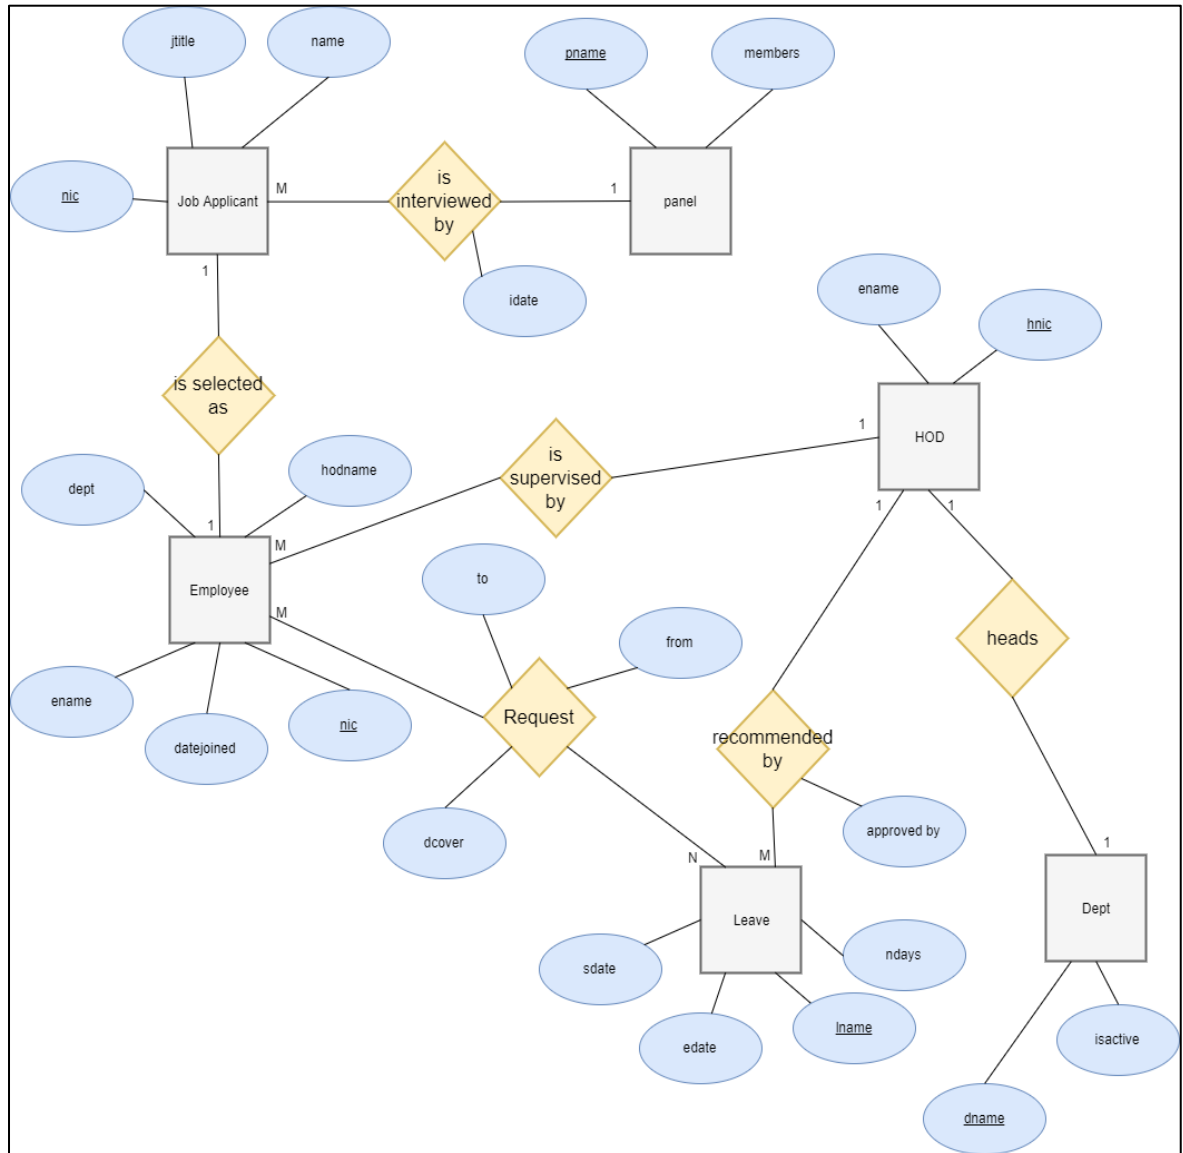 jtitle
name
pname
members
nic
Job Applicant
M
is
interviewed
by
1
panel
idate
1
ename
hnic
is selected
as
HOD
1
is
supervised
by
hodname
dept
1
M
1
1
Employee
M
to
from
heads
Request
ename
datejoined
nic
recommended
by
dcover
approved by
N
M
1
Leave
Dept
sdate
ndays
lname
edate
isactive
dname